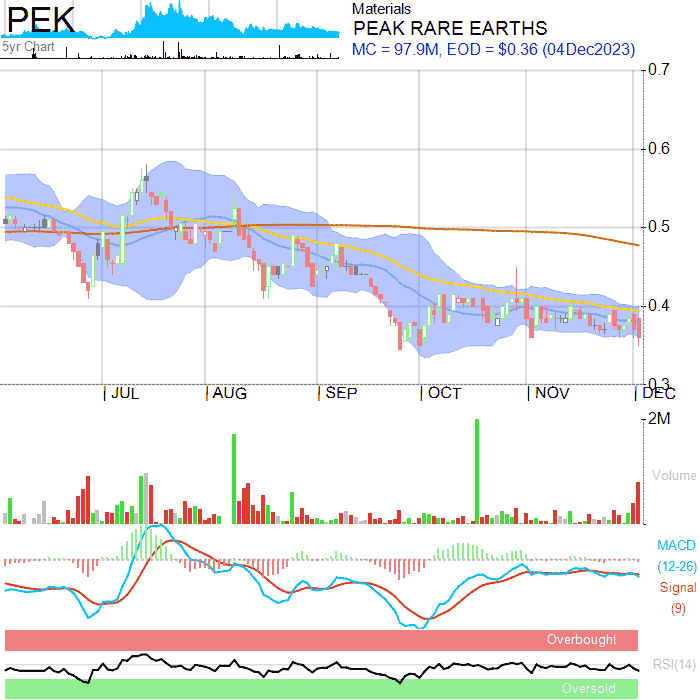 PEK
5yr Chart
Materials
PEAK RARE EARTHS
MC = 97.9M, EOD = $0.36 (04Dec2023)
0.7
0.6
0.5
0.4
0.3
JUL AUG SEP OCT NOV DEC
2M
Volume
MACD
(12-26)
Signal
(9)
Overbought
RSI(14)
Oversold